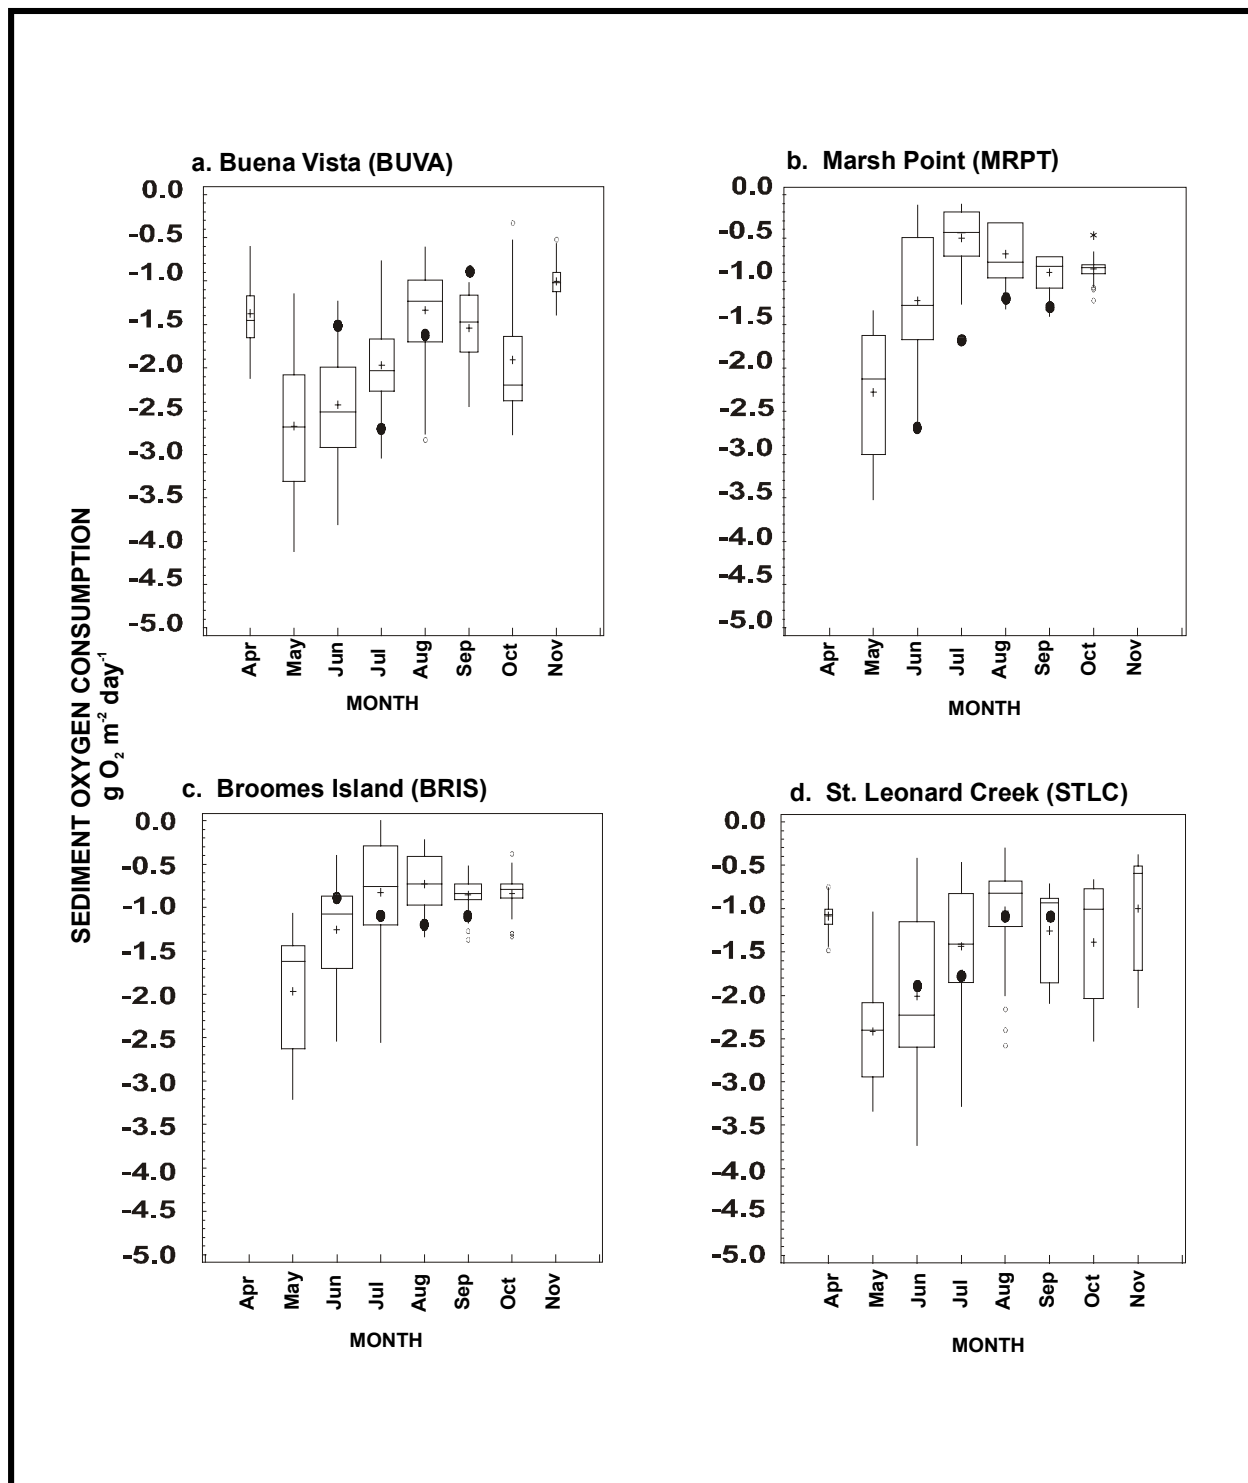 a. Buena Vista (BUVA)
0.0
-0.5
-1.0
-1.5
-2.0
-2.5
-3.0
-3.5
-4.0
-4.5
-5.0
Apr
May
Jun
Jul
Aug
Sep
Oct
Nov
MONTH
b. Marsh Point (MRPT)
0.0
-0.5
-1.0
-1.5
-2.0
-2.5
-3.0
-3.5
-4.0
-4.5
-5.0
Apr
May
Jun
Jul
Aug
Sep
Oct
Nov
MONTH
SEDIMENT OXYGEN CONSUMPTION
g O₂ m⁻² day⁻¹
c. Broomes Island (BRIS)
0.0
-0.5
-1.0
-1.5
-2.0
-2.5
-3.0
-3.5
-4.0
-4.5
-5.0
Apr
May
Jun
Jul
Aug
Sep
Oct
Nov
MONTH
d. St. Leonard Creek (STLC)
0.0
-0.5
-1.0
-1.5
-2.0
-2.5
-3.0
-3.5
-4.0
-4.5
-5.0
Apr
May
Jun
Jul
Aug
Sep
Oct
Nov
MONTH